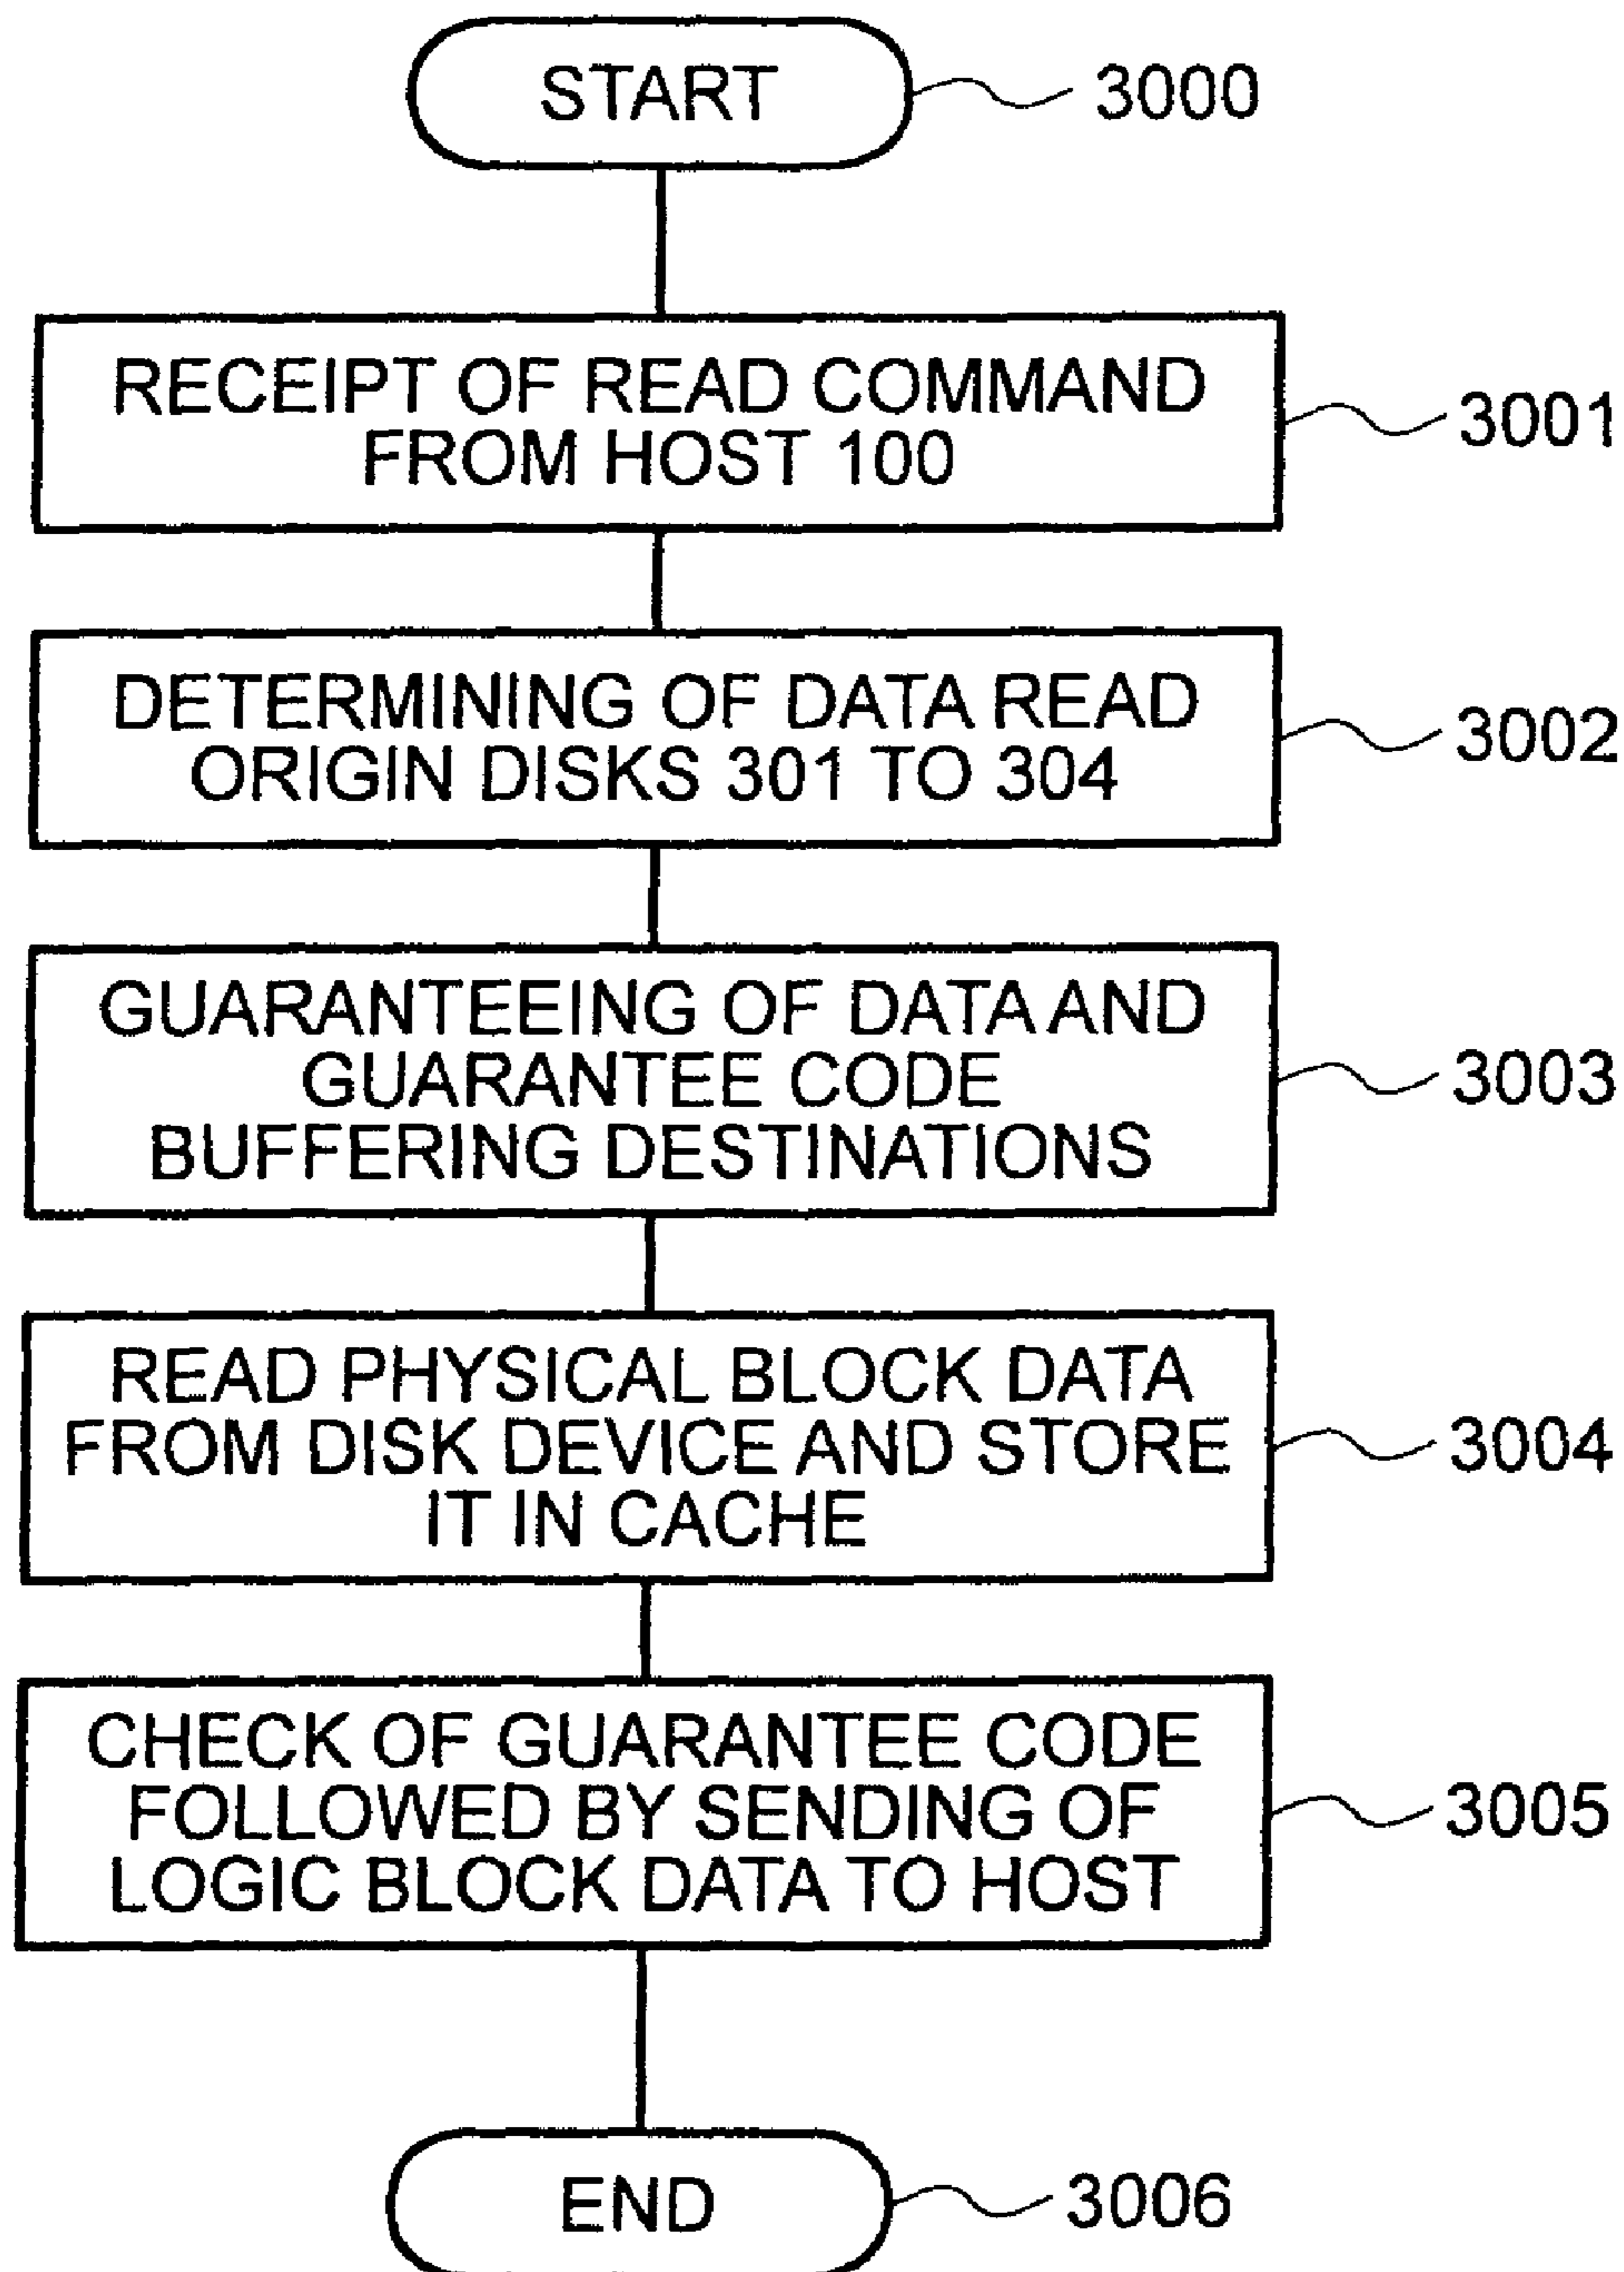 START
3000
RECEIPT OF READ COMMAND
FROM HOST 100
3001
DETERMINING OF DATA READ
ORIGIN DISKS 301 TO 304
3002
GUARANTEEING OF DATA AND
GUARANTEE CODE
BUFFERING DESTINATIONS
3003
READ PHYSICAL BLOCK DATA
FROM DISK DEVICE AND STORE
IT IN CACHE
3004
CHECK OF GUARANTEE CODE
FOLLOWED BY SENDING OF
LOGIC BLOCK DATA TO HOST
3005
END
3006